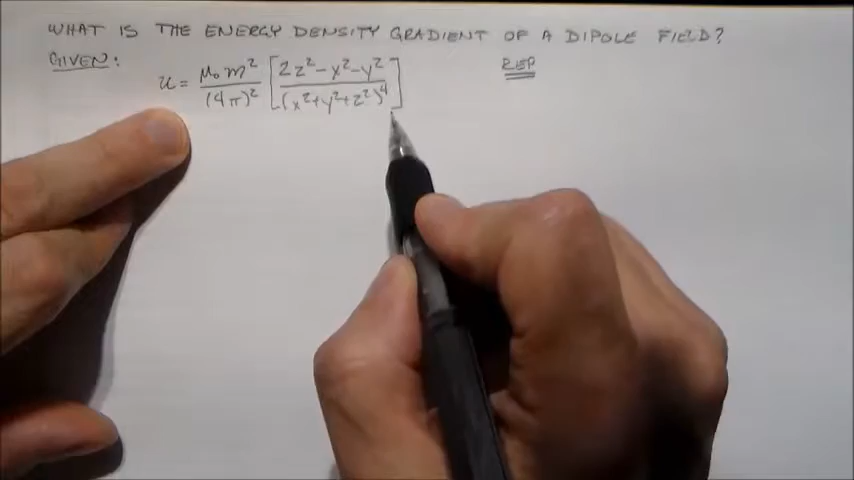 WHAT IS THE ENERGY DENSITY GRADIENT OF A DIPOLE FIELD?
GIVEN:
u = μ₀m²/(4π)² [(2z²-x²-y²)/(x²+y²+z²)⁴]
REP